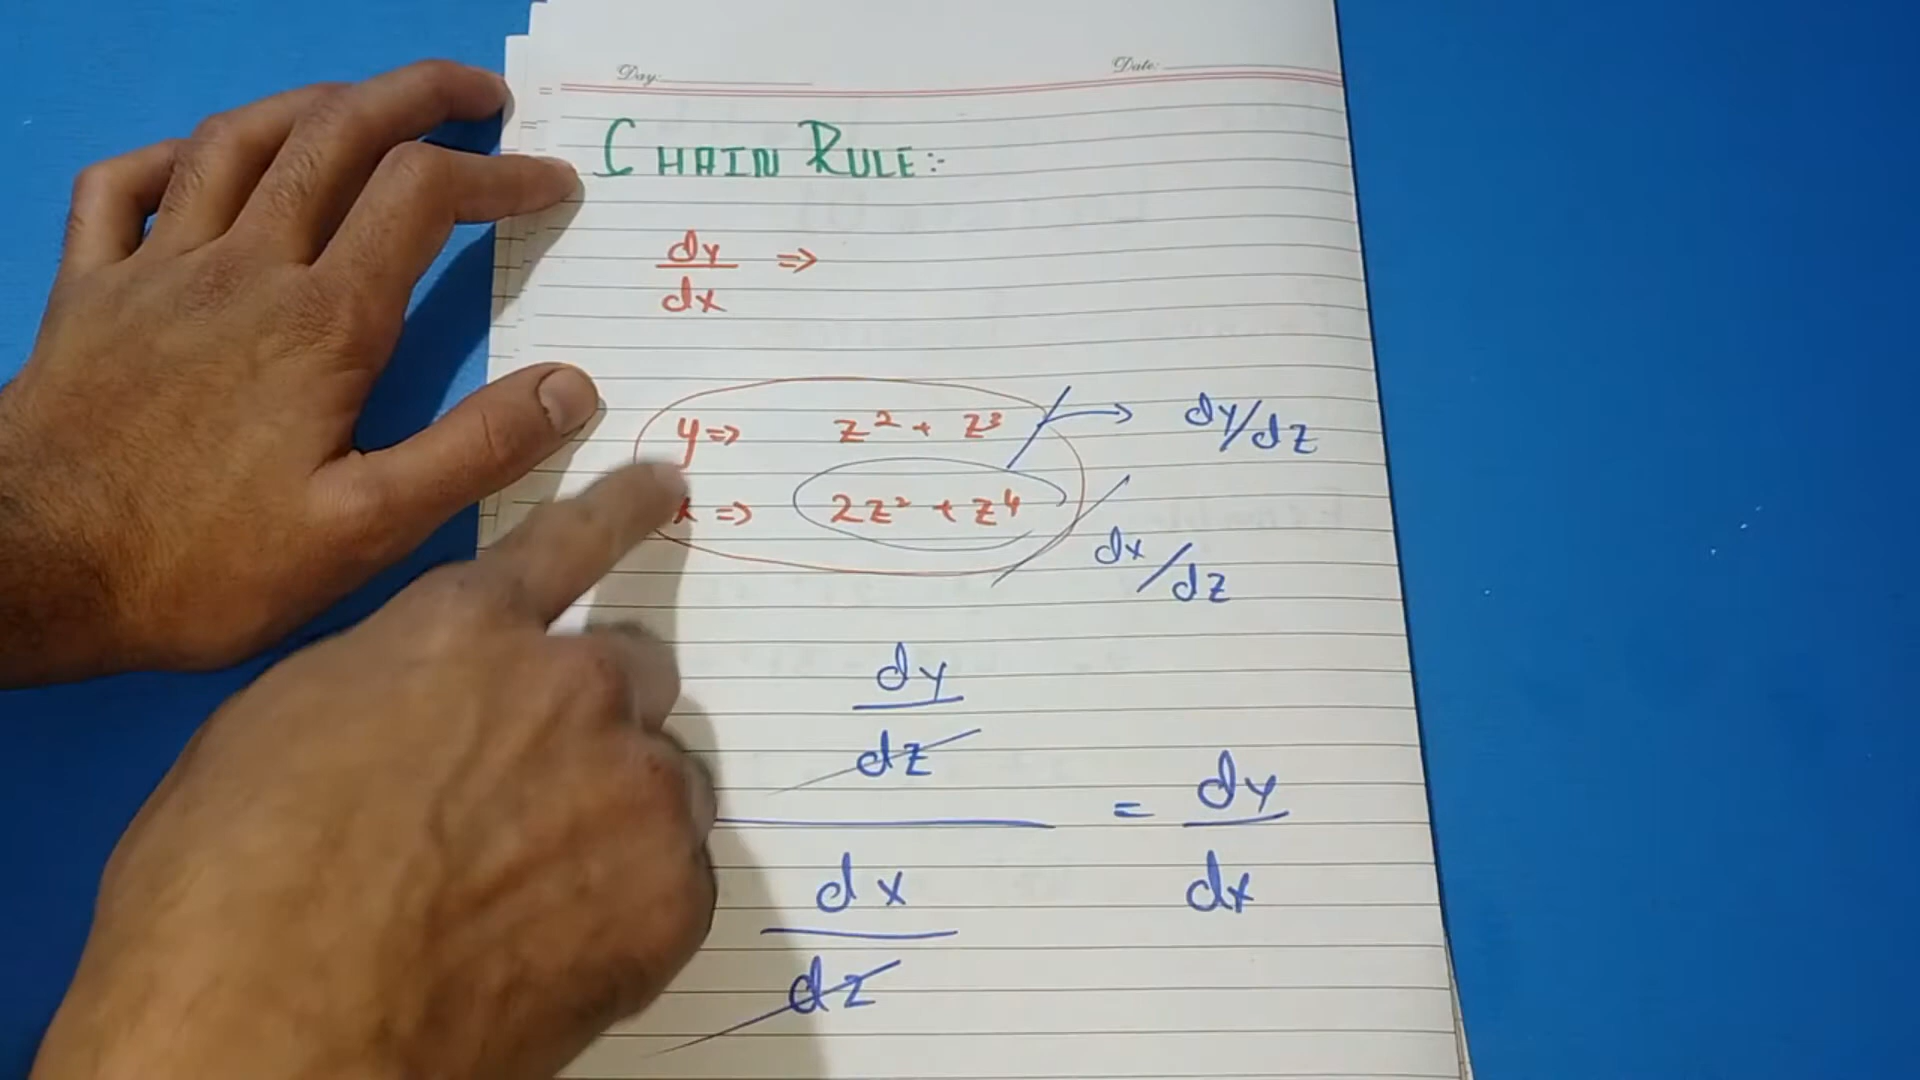 Day: Date:
CHAIN RULE:-
dy
dx
⇒
y ⇒ z² + z³
dy/dz
x ⇒ 2z² + z⁴
dx/dz
dy
dz
dx
dz
=
dy
dx